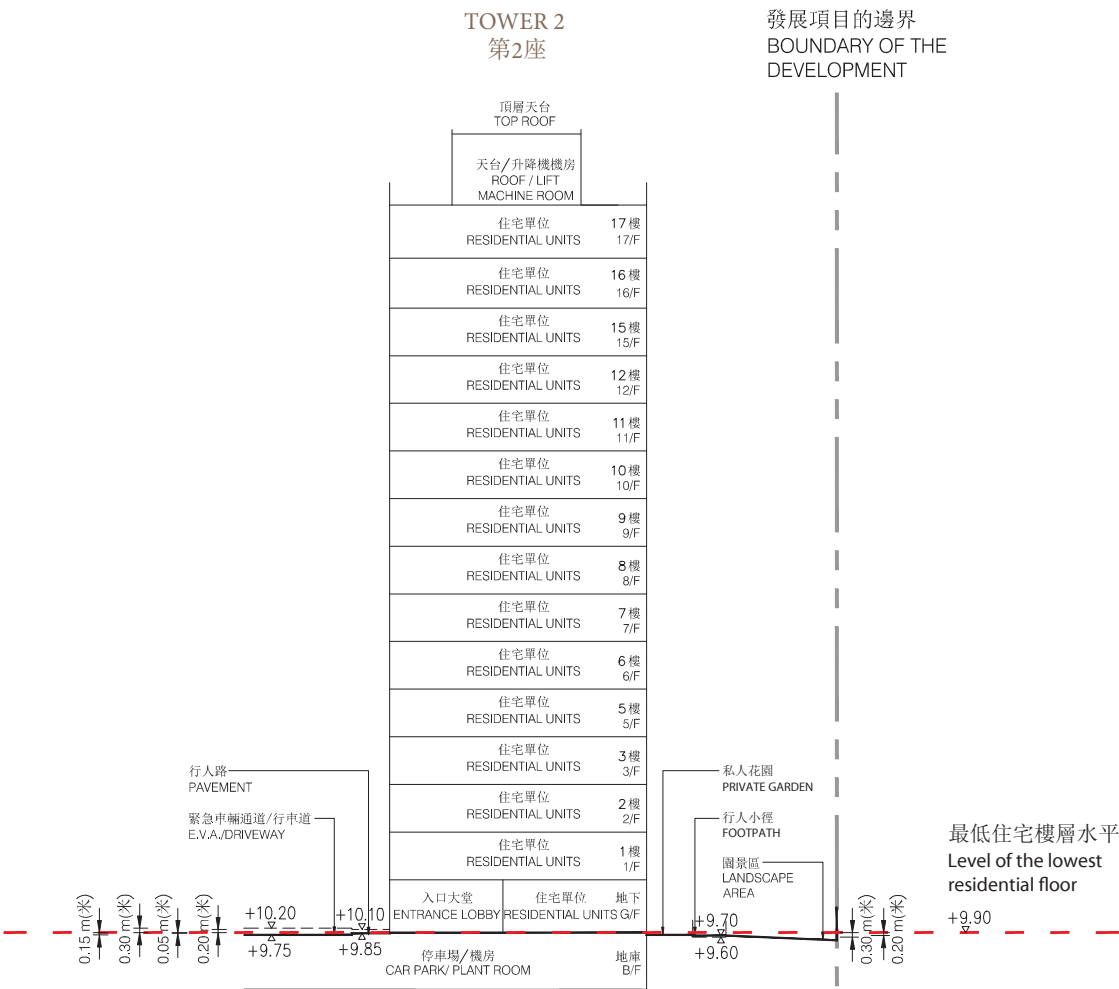 TOWER 2
第2座
發展項目的邊界
BOUNDARY OF THE
DEVELOPMENT
頂層天台
TOP ROOF
天台/升降機機房
ROOF / LIFT
MACHINE ROOM
住宅單位 17樓
RESIDENTIAL UNITS 17/F
住宅單位 16樓
RESIDENTIAL UNITS 16/F
住宅單位 15樓
RESIDENTIAL UNITS 15/F
住宅單位 12樓
RESIDENTIAL UNITS 12/F
住宅單位 11樓
RESIDENTIAL UNITS 11/F
住宅單位 10樓
RESIDENTIAL UNITS 10/F
住宅單位 9樓
RESIDENTIAL UNITS 9/F
住宅單位 8樓
RESIDENTIAL UNITS 8/F
住宅單位 7樓
RESIDENTIAL UNITS 7/F
住宅單位 6樓
RESIDENTIAL UNITS 6/F
住宅單位 5樓
RESIDENTIAL UNITS 5/F
住宅單位 3樓
RESIDENTIAL UNITS 3/F
住宅單位 2樓
RESIDENTIAL UNITS 2/F
住宅單位 1樓
RESIDENTIAL UNITS 1/F
入口大堂
ENTRANCE LOBBY
住宅單位 地下
RESIDENTIAL UNITS G/F
停車場/機房 地庫
CAR PARK/ PLANT ROOM B/F
行人路
PAVEMENT
緊急車輛通道/行車道
E.V.A./DRIVEWAY
私人花園
PRIVATE GARDEN
行人小徑
FOOTPATH
園景區
LANDSCAPE
AREA
最低住宅樓層水平
Level of the lowest
residential floor
+9.90
0.15 m(米)
0.30 m(米)
0.05 m(米)
0.20 m(米)
+10.20
+9.75
+10.10
+9.85
+9.70
+9.60
0.30 m(米)
0.20 m(米)